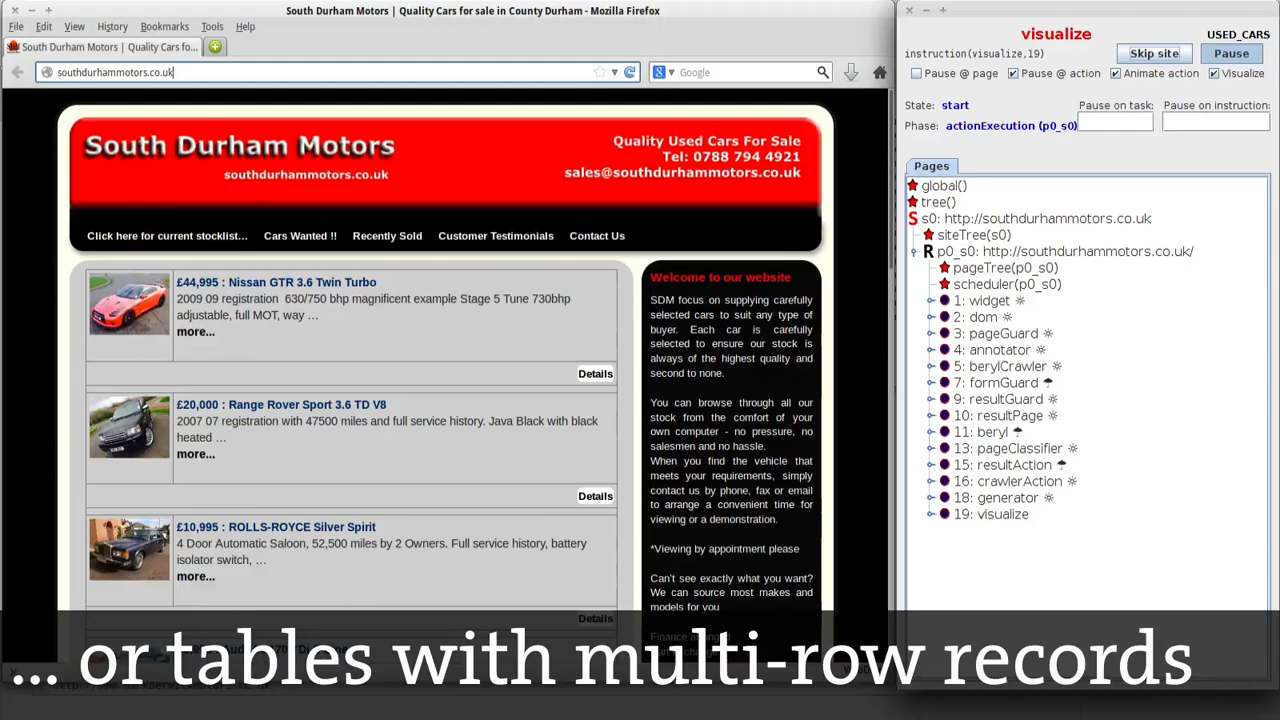 South Durham Motors | Quality Cars for sale in County Durham - Mozilla Firefox
File Edit View History Bookmarks Tools Help
South Durham Motors | Quality Cars fo...
southdurhammotors.co.uk
Google
South Durham Motors
southdurhammotors.co.uk
Quality Used Cars For Sale
Tel: 0788 794 4921
sales@southdurhammotors.co.uk
Click here for current stocklist... Cars Wanted !! Recently Sold Customer Testimonials Contact Us
£44,995 : Nissan GTR 3.6 Twin Turbo
2009 09 registration 630/750 bhp magnificent example Stage 5 Tune 730bhp
adjustable, full MOT, way …
more...
Details
£20,000 : Range Rover Sport 3.6 TD V8
2007 07 registration with 47500 miles and full service history. Java Black with black
heated …
more...
Details
£10,995 : ROLLS-ROYCE Silver Spirit
4 Door Automatic Saloon, 52,500 miles by 2 Owners. Full service history, battery
isolator switch, …
more...
Details
Welcome to our website
SDM focus on supplying carefully
selected cars to suit any type of
buyer. Each car is carefully
selected to ensure our stock is
always of the highest quality and
second to none.
You can browse through all our
stock from the comfort of your
own computer - no pressure, no
salesmen and no hassle.
When you find the vehicle that
meets your requirements, simply
contact us by phone, fax or email
to arrange a convenient time for
viewing or a demonstration.
*Viewing by appointment please
Can't see exactly what you want?
We can source most makes and
models for you
visualize
USED_CARS
instruction(visualize,19)
Skip site
Pause
Pause @ page Pause @ action Animate action Visualize
State: start
Pause on task: Pause on instruction:
Phase: actionExecution (p0_s0)
Pages
global()
tree()
S s0: http://southdurhammotors.co.uk
siteTree(s0)
R p0_s0: http://southdurhammotors.co.uk/
pageTree(p0_s0)
scheduler(p0_s0)
1: widget
2: dom
3: pageGuard
4: annotator
5: berylCrawler
7: formGuard
9: resultGuard
10: resultPage
11: beryl
13: pageClassifier
15: resultAction
16: crawlerAction
18: generator
19: visualize
... or tables with multi-row records